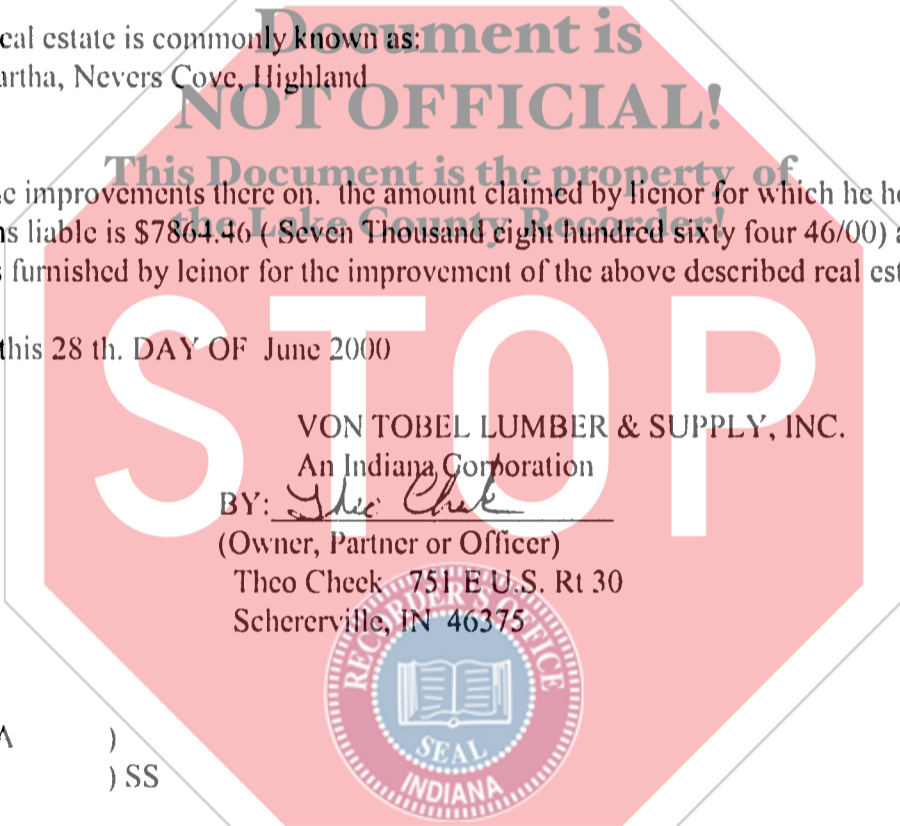 eal estate is commonly known as:
artha, Nevers Cove, Highland
Document is
NOT OFFICIAL!
This Document is the property of
the Lake County Recorder!
e improvements there on. the amount claimed by lienor for which he h
s liable is $7864.46 ( Seven Thousand eight hundred sixty four 46/00) a
s furnished by leinor for the improvement of the above described real est
this 28 th. DAY OF June 2000
STOP
VON TOBEL LUMBER & SUPPLY, INC.
An Indiana Corporation
BY: Theo Cheek
(Owner, Partner or Officer)
Theo Cheek 751 E U.S. Rt 30
Schererville, IN 46375
RECORDER'S OFFICE
SEAL
INDIANA
A )
) SS